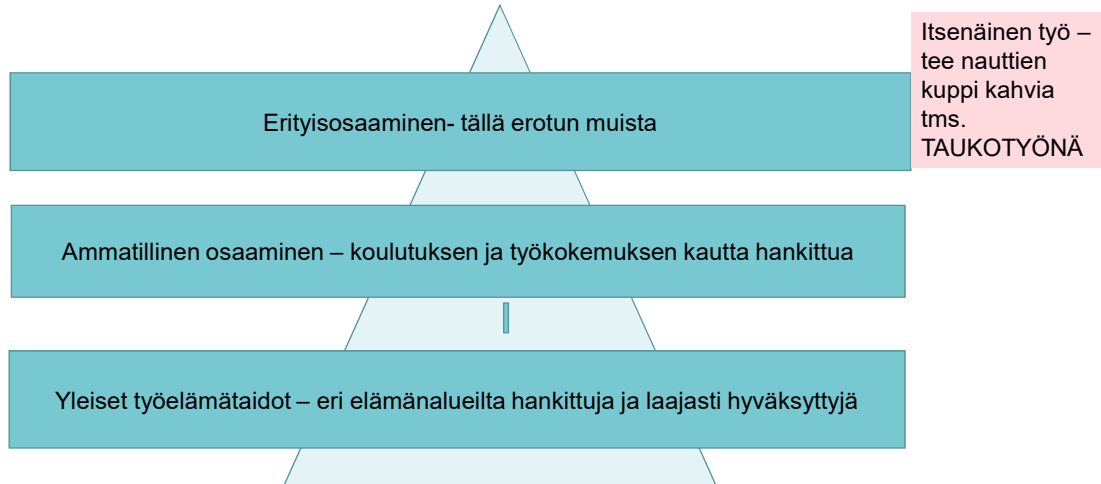 Itsenäinen työ –
tee nauttien
kuppi kahvia
tms.
TAUKOTYÖNÄ
Erityisosaaminen- tällä erotun muista
Ammatillinen osaaminen – koulutuksen ja työkokemuksen kautta hankittua
Yleiset työelämätaidot – eri elämänalueilta hankittuja ja laajasti hyväksyttyjä